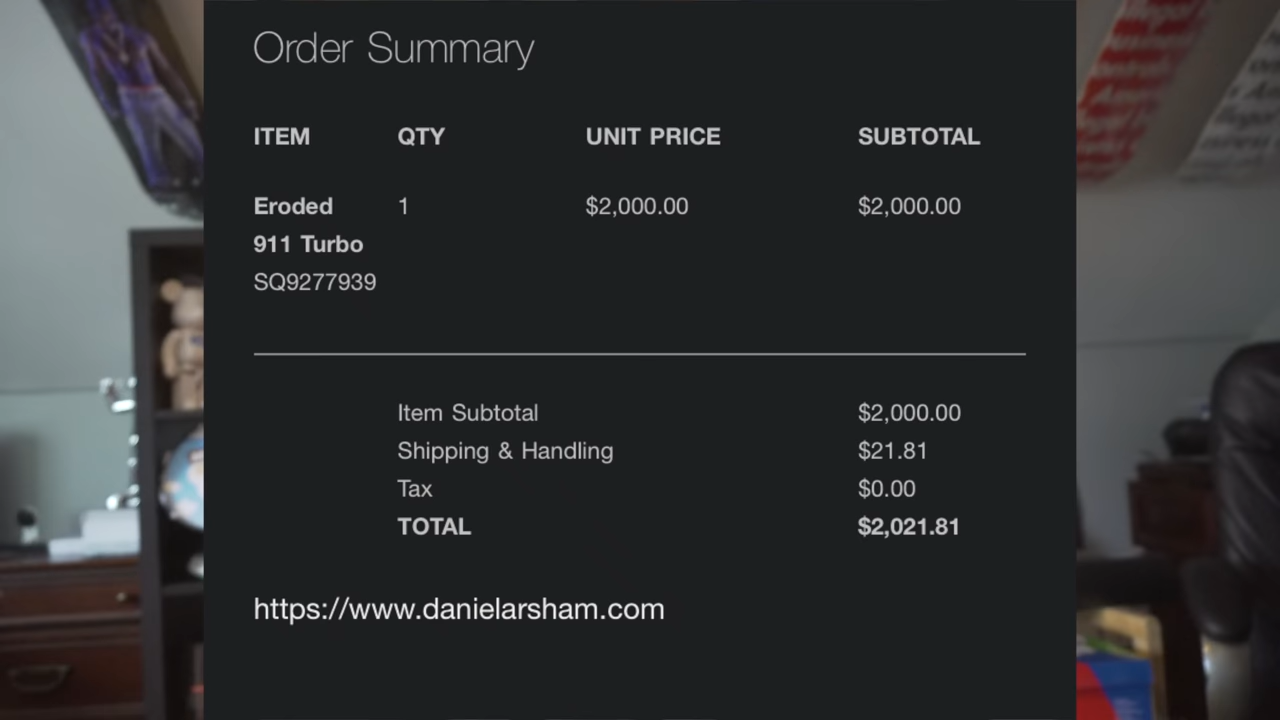 Order Summary
ITEM QTY UNIT PRICE SUBTOTAL
Eroded 1 $2,000.00 $2,000.00
911 Turbo
SQ9277939
Item Subtotal $2,000.00
Shipping & Handling $21.81
Tax $0.00
TOTAL $2,021.81
https://www.danielarsham.com